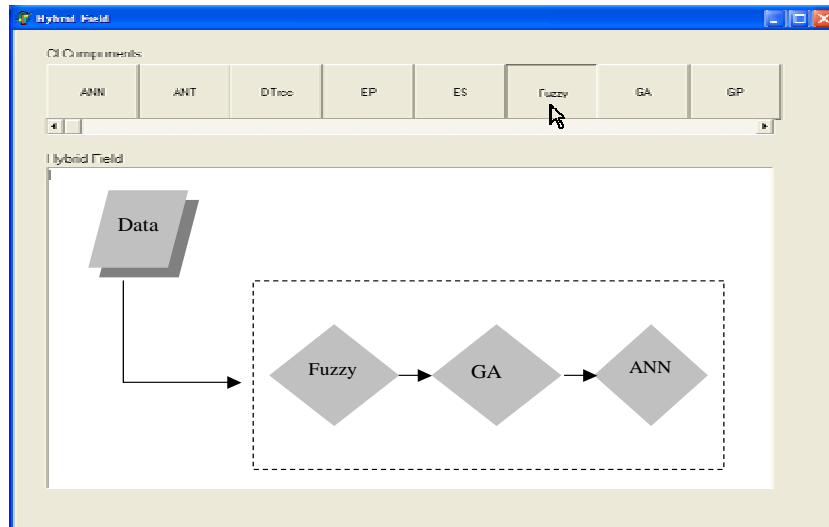 Hybrid Field
CI Components
ANN ANT DTree EP ES Fuzzy GA GP
Hybrid Field
Data
Fuzzy GA ANN